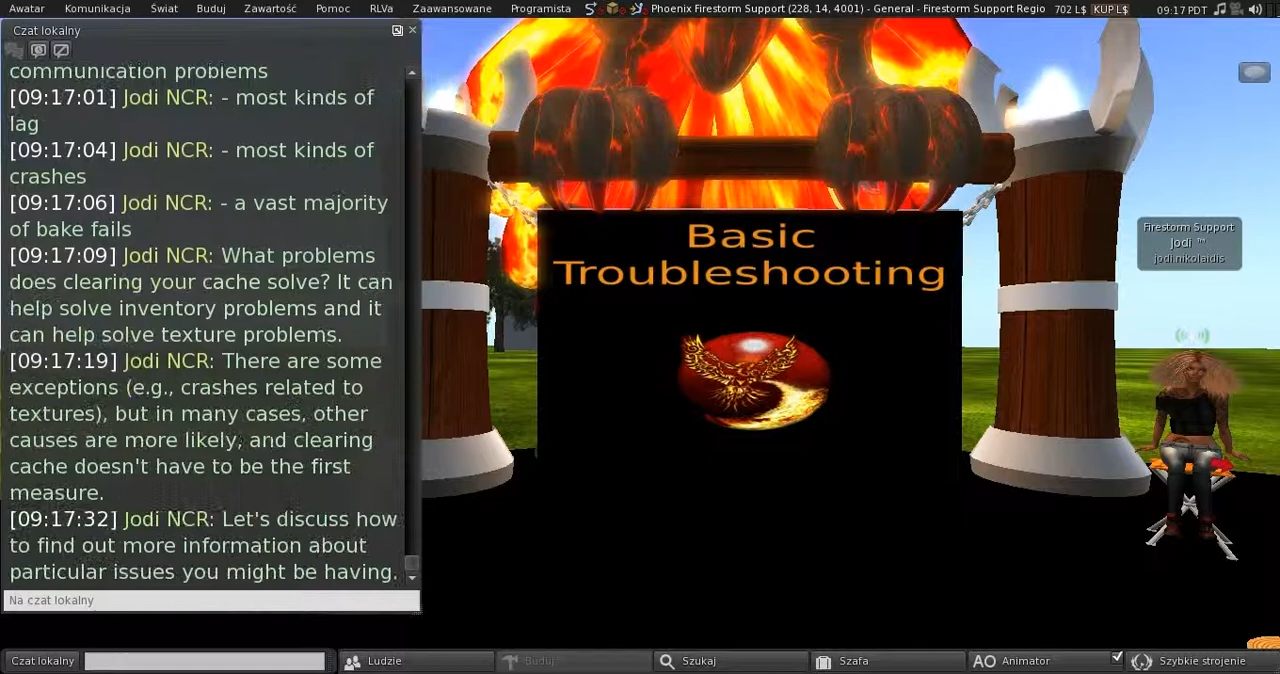 Awatar Komunikacja Świat Buduj Zawartość Pomoc RLVa Zaawansowane Programista Phoenix Firestorm Support (228, 14, 4001) - General - Firestorm Support Regio 702 L$ KUP L$ 09:17 PDT
Czat lokalny
communication problems
[09:17:01] Jodi NCR: - most kinds of
lag
[09:17:04] Jodi NCR: - most kinds of
crashes
[09:17:06] Jodi NCR: - a vast majority
of bake fails
[09:17:09] Jodi NCR: What problems
does clearing your cache solve? It can
help solve inventory problems and it
can help solve texture problems.
[09:17:19] Jodi NCR: There are some
exceptions (e.g., crashes related to
textures), but in many cases, other
causes are more likely, and clearing
cache doesn't have to be the first
measure.
[09:17:32] Jodi NCR: Let's discuss how
to find out more information about
particular issues you might be having.
Na czat lokalny
Basic
Troubleshooting
Firestorm Support
Jodi ™
jodi.nikolaidis
Czat lokalny Ludzie Buduj Szukaj Szafa AO Animator Szybkie strojenie